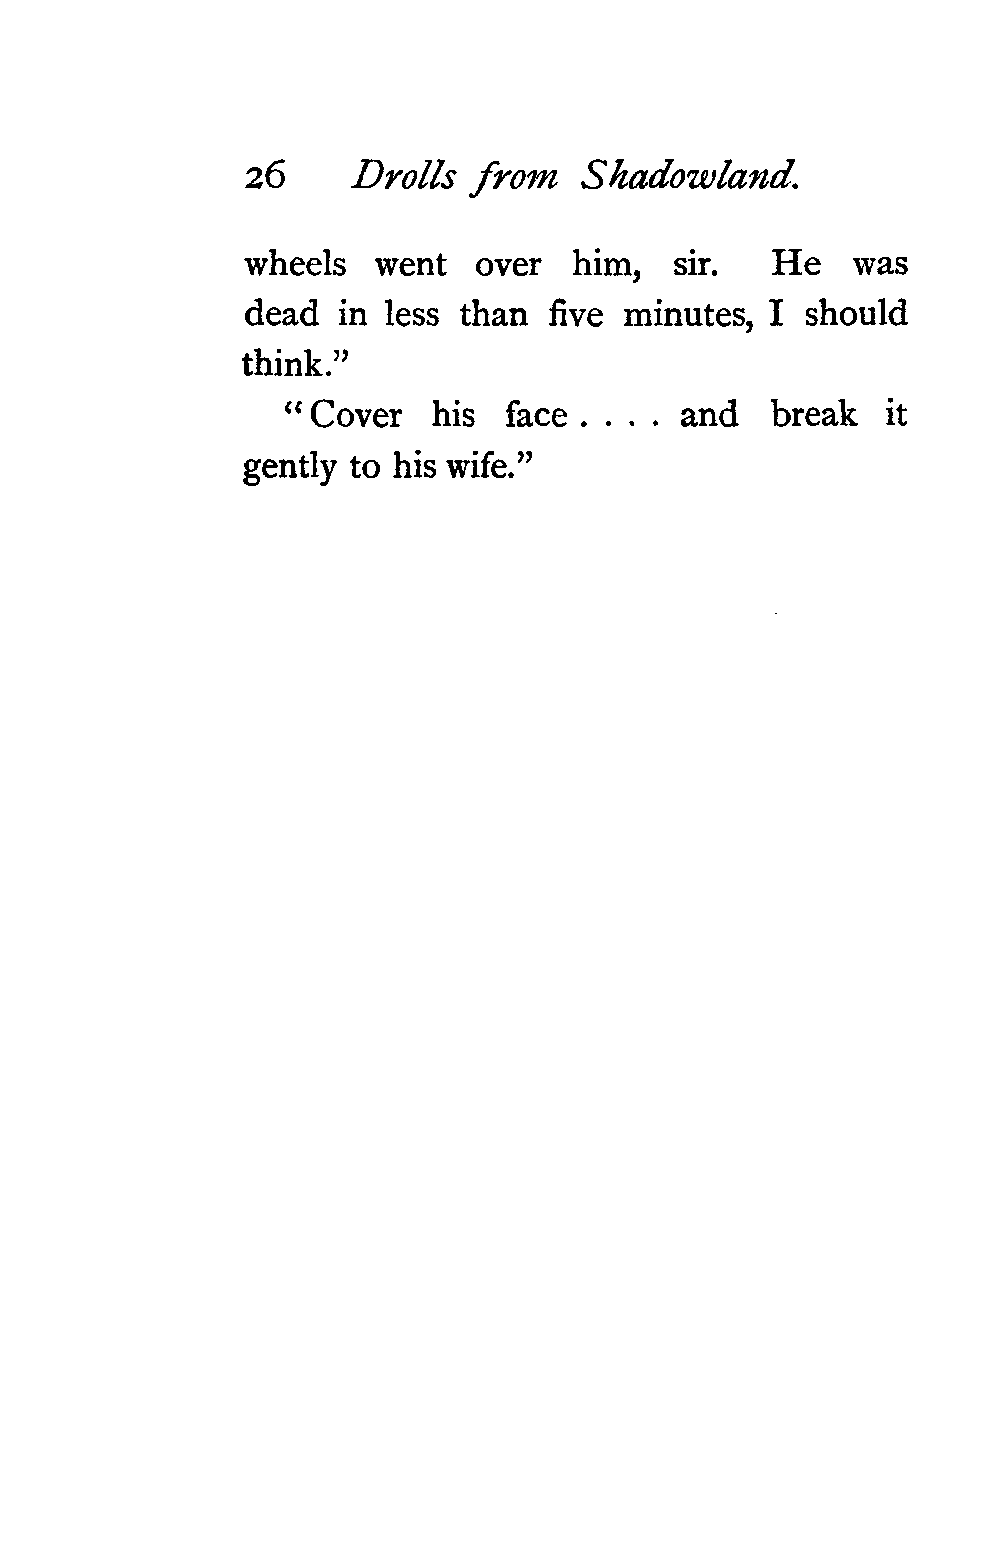 26 Drolls from Shadowland.
wheels went over him, sir. He was
dead in less than five minutes, I should
think."
"Cover his face . . . . and break it
gently to his wife."